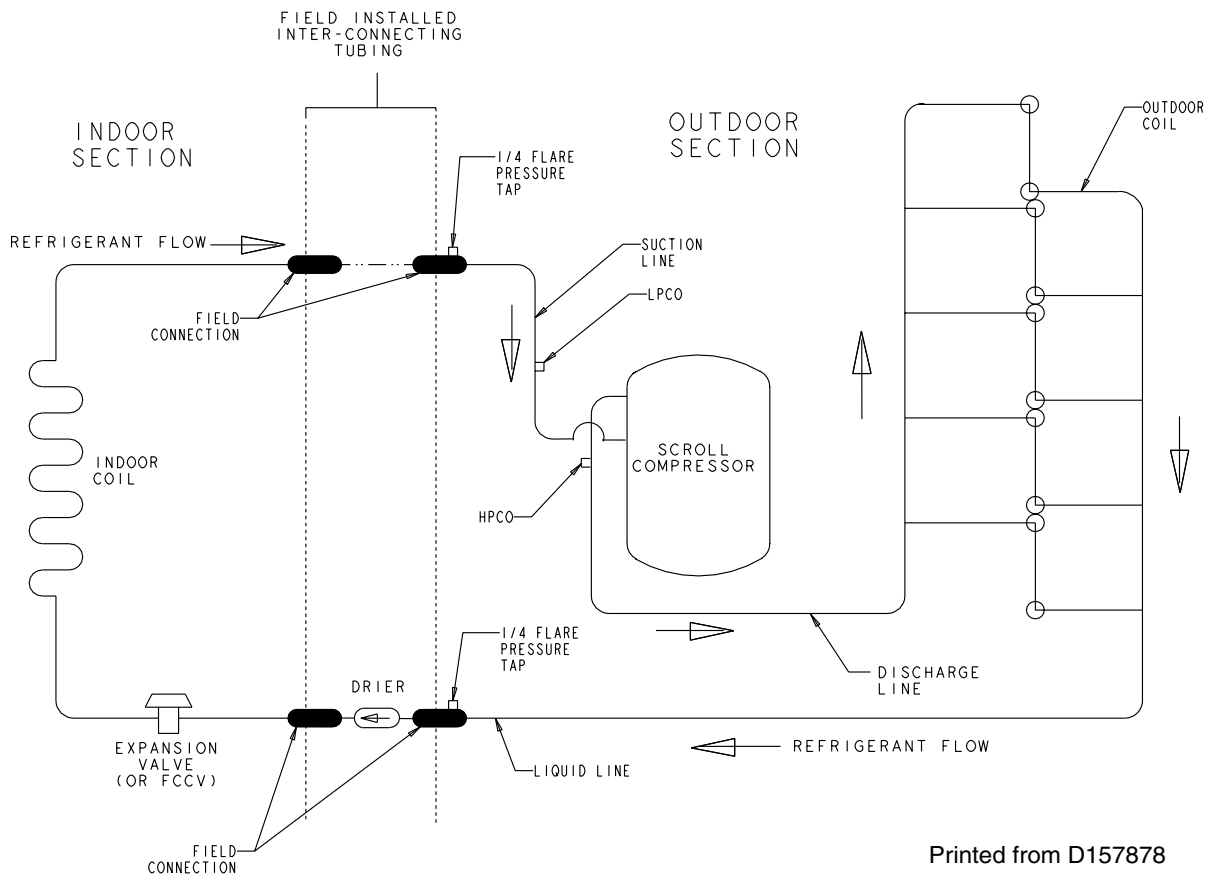 FIELD INSTALLED
INTER-CONNECTING
TUBING
INDOOR
SECTION
OUTDOOR
SECTION
OUTDOOR
COIL
1/4 FLARE
PRESSURE
TAP
REFRIGERANT FLOW
SUCTION
LINE
LPCO
FIELD
CONNECTION
INDOOR
COIL
SCROLL
COMPRESSOR
HPCO
1/4 FLARE
PRESSURE
TAP
DISCHARGE
LINE
DRIER
EXPANSION
VALVE
(OR FCCV)
LIQUID LINE
REFRIGERANT FLOW
FIELD
CONNECTION
Printed from D157878